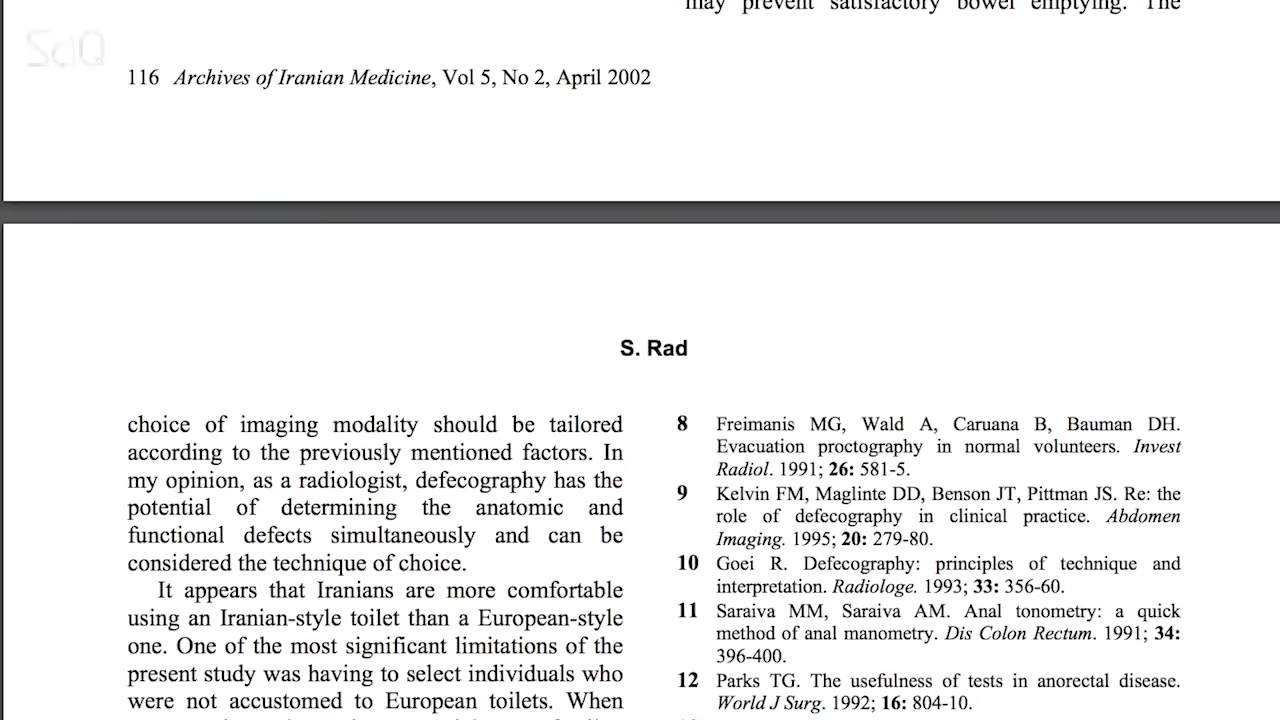 may prevent satisfactory bowel emptying. The
SciQ
116 Archives of Iranian Medicine, Vol 5, No 2, April 2002
S. Rad
choice of imaging modality should be tailored
according to the previously mentioned factors. In
my opinion, as a radiologist, defecography has the
potential of determining the anatomic and
functional defects simultaneously and can be
considered the technique of choice.
It appears that Iranians are more comfortable
using an Iranian-style toilet than a European-style
one. One of the most significant limitations of the
present study was having to select individuals who
were not accustomed to European toilets. When
8 Freimanis MG, Wald A, Caruana B, Bauman DH.
Evacuation proctography in normal volunteers. Invest
Radiol. 1991; 26: 581-5.
9 Kelvin FM, Maglinte DD, Benson JT, Pittman JS. Re: the
role of defecography in clinical practice. Abdomen
Imaging. 1995; 20: 279-80.
10 Goei R. Defecography: principles of technique and
interpretation. Radiologe. 1993; 33: 356-60.
11 Saraiva MM, Saraiva AM. Anal tonometry: a quick
method of anal manometry. Dis Colon Rectum. 1991; 34:
396-400.
12 Parks TG. The usefulness of tests in anorectal disease.
World J Surg. 1992; 16: 804-10.